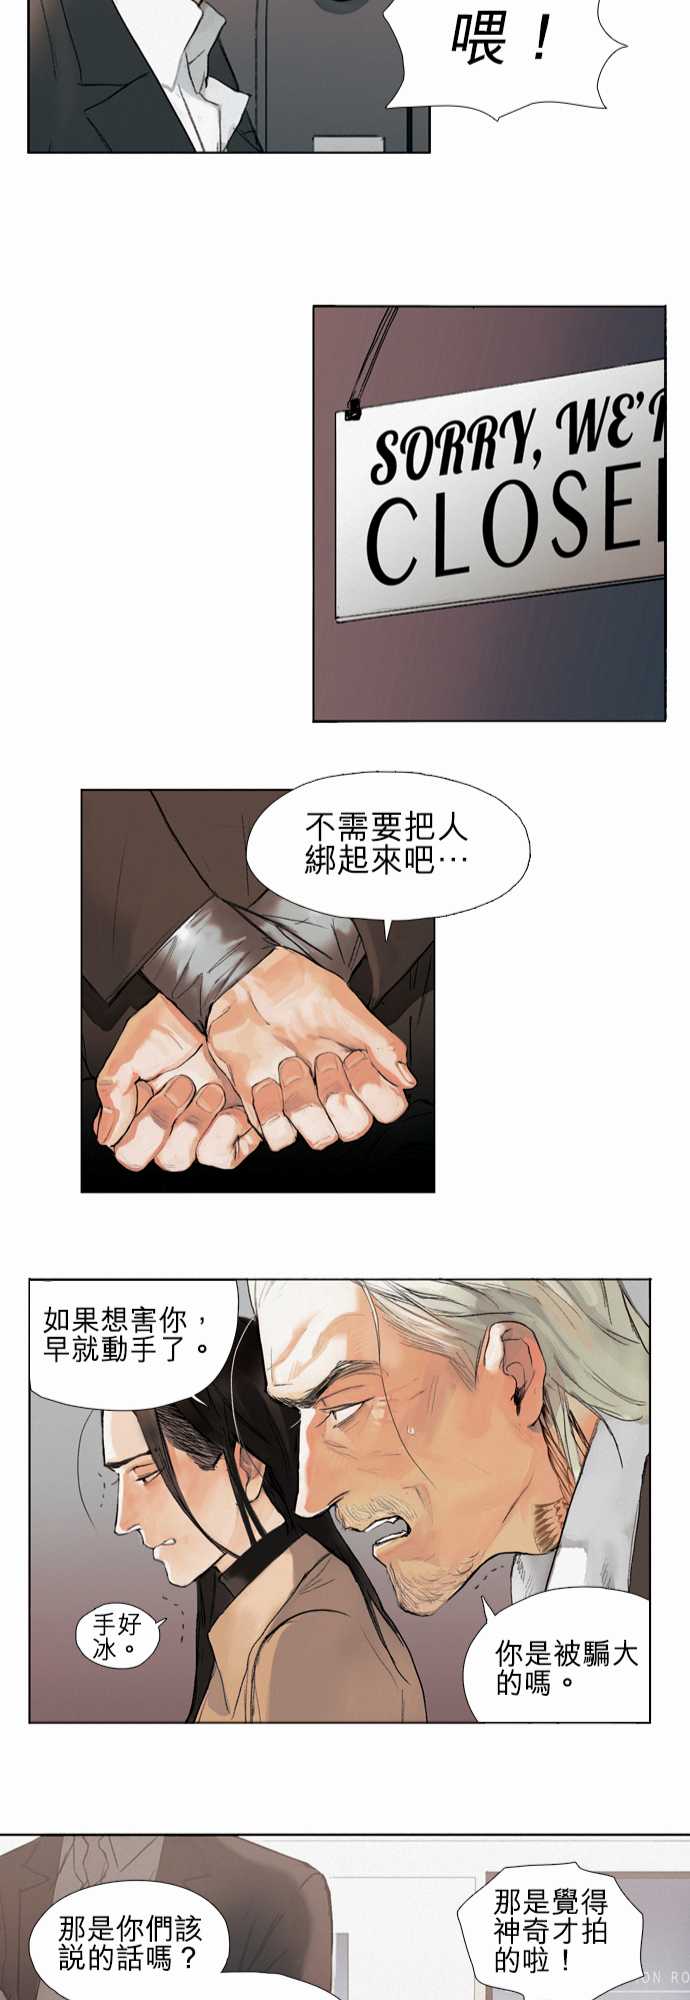 喂！
SORRY, WE'R
CLOSE
不需要把人
綁起來吧…
如果想害你，
早就動手了。
手好
冰。
你是被騙大
的嗎。
那是你們該
說的話嗎？
那是覺得
神奇才拍
的啦！
ION RO